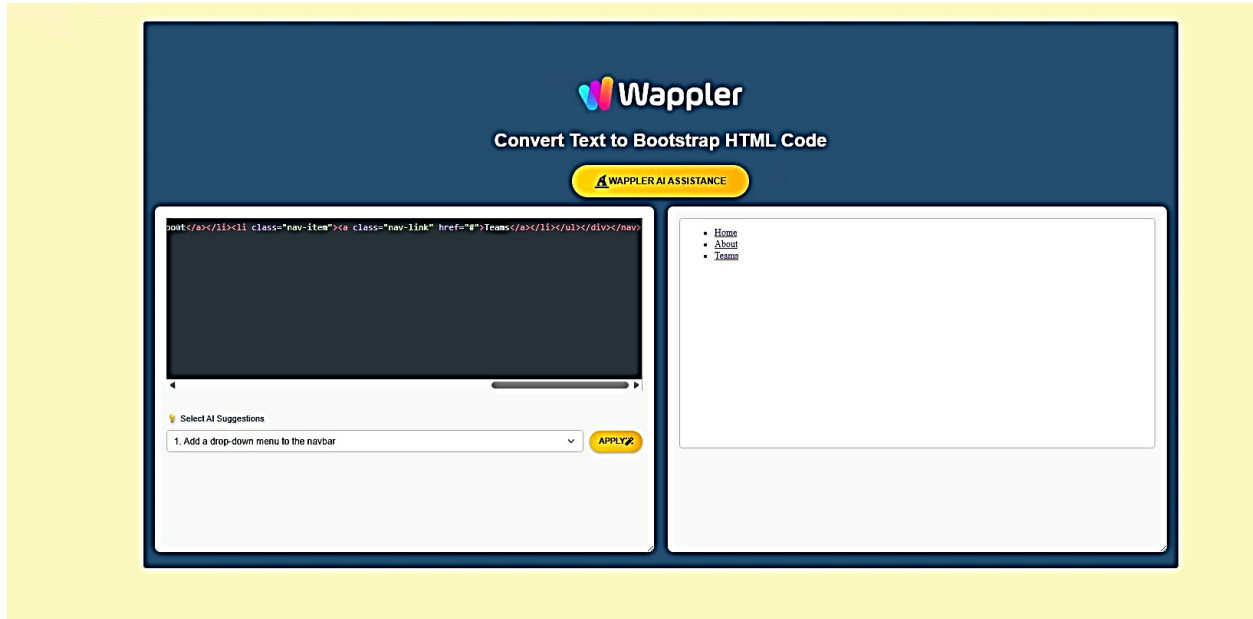 Wappler
Convert Text to Bootstrap HTML Code
WAPPLER AI ASSISTANCE
</a></li><li class="nav-item"><a class="nav-link" href="#">Teams</a></li></ul></div></nav>
Select AI Suggestions
1. Add a drop-down menu to the navbar
APPLY
Home
About
Teams